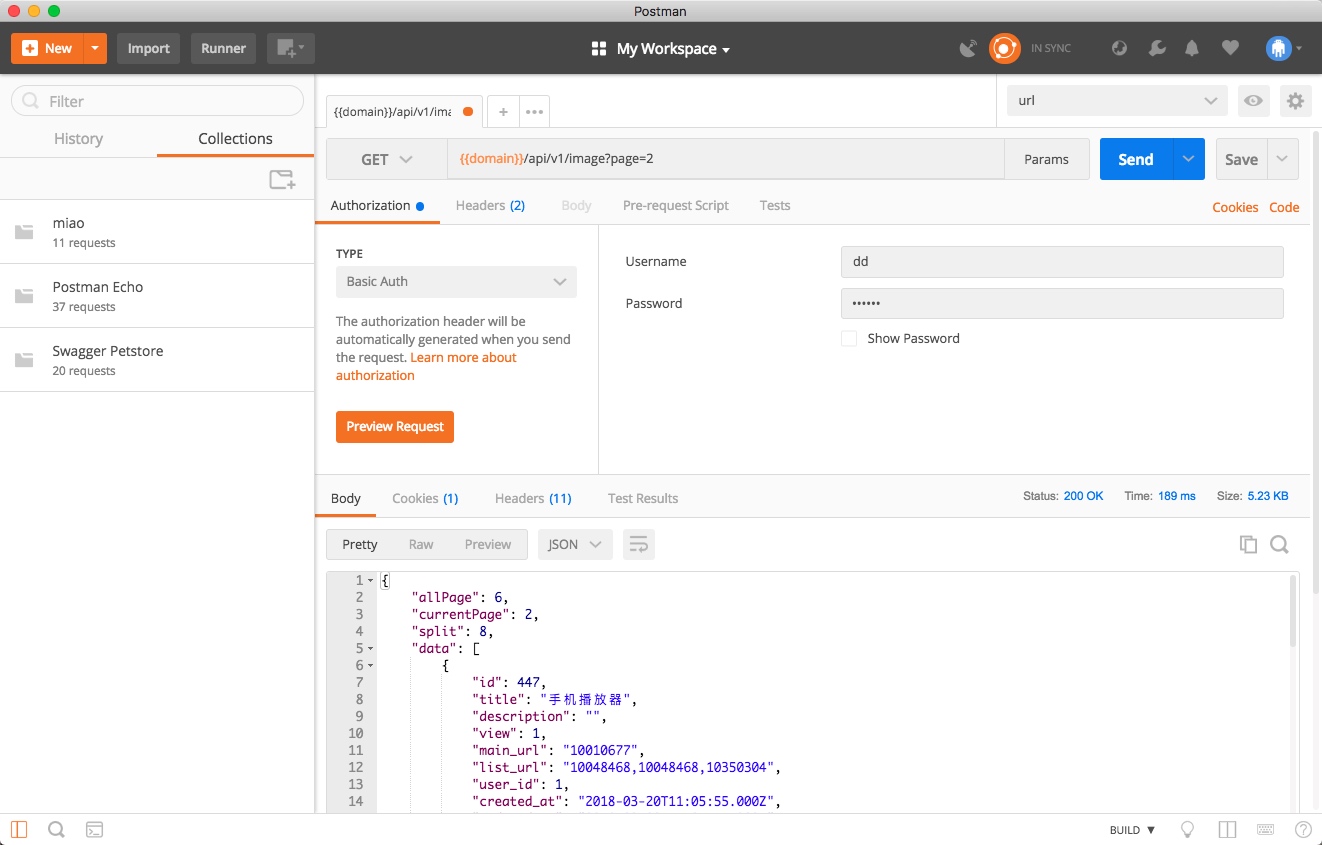 Postman
New
Import
Runner
My Workspace
IN SYNC
Filter
History
Collections
miao
11 requests
Postman Echo
37 requests
Swagger Petstore
20 requests
{{domain}}/api/v1/ima
+
•••
url
GET
{{domain}}/api/v1/image?page=2
Params
Send
Save
Authorization
Headers (2)
Body
Pre-request Script
Tests
Cookies
Code
TYPE
Basic Auth
The authorization header will be
automatically generated when you send
the request. Learn more about
authorization
Preview Request
Username
dd
Password
••••••
Show Password
Body
Cookies (1)
Headers (11)
Test Results
Status: 200 OK
Time: 189 ms
Size: 5.23 KB
Pretty
Raw
Preview
JSON
1 {
2 "allPage": 6,
3 "currentPage": 2,
4 "split": 8,
5 "data": [
6 {
7 "id": 447,
8 "title": "手机播放器",
9 "description": "",
10 "view": 1,
11 "main_url": "10010677",
12 "list_url": "10048468,10048468,10350304",
13 "user_id": 1,
14 "created_at": "2018-03-20T11:05:55.000Z",
BUILD ▼